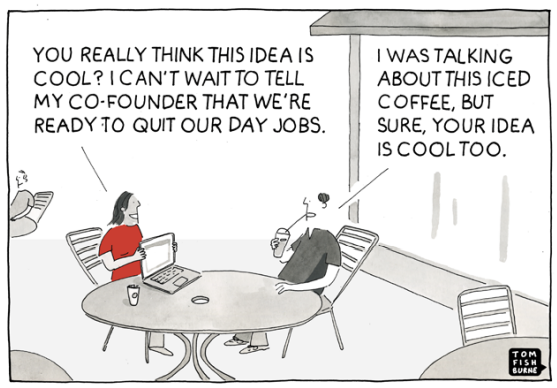 YOU REALLY THINK THIS IDEA IS
COOL? I CAN'T WAIT TO TELL
MY CO-FOUNDER THAT WE'RE
READY TO QUIT OUR DAY JOBS.
I WAS TALKING
ABOUT THIS ICED
COFFEE, BUT
SURE, YOUR IDEA
IS COOL TOO.
TOM
FISH
BURNE